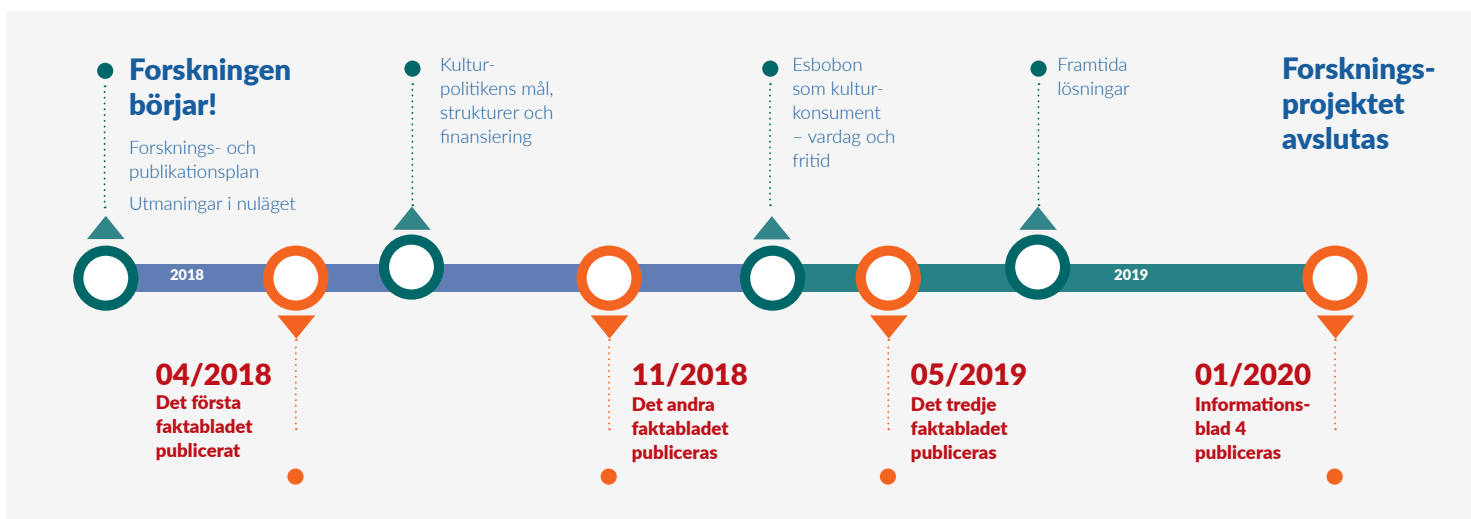 Forskningen
börjar!
Forsknings- och
publikationsplan
Utmaningar i nuläget
Kultur-
politikens mål,
strukturer och
finansiering
Esbobon
som kultur-
konsument
– vardag och
fritid
Framtida
lösningar
Forsknings-
projektet
avslutas
2018
2019
04/2018
Det första
faktabladet
publicerat
11/2018
Det andra
faktabladet
publiceras
05/2019
Det tredje
faktabladet
publiceras
01/2020
Informations-
blad 4
publiceras